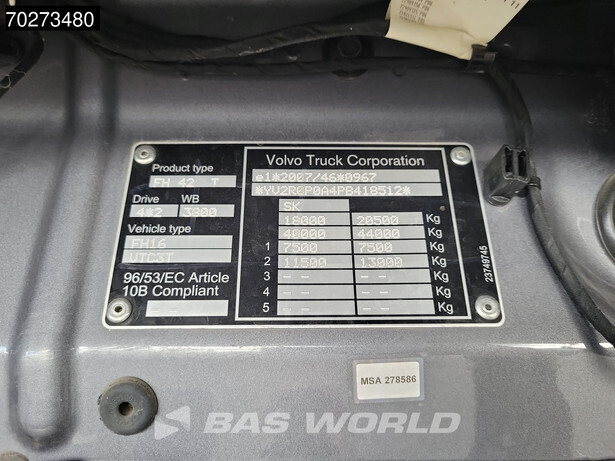 70273480
Product type
FH 42 T
Drive WB
4*2 3800
Vehicle type
FH16
VTC3T
96/53/EC Article
10B Compliant
-- --
Volvo Truck Corporation
e1*2007/46*0967
*YV2R0P0A4PB418512*
SK
18000 20500 Kg
40000 44000 Kg
1 7500 7500 Kg
2 11500 13000 Kg
3 -- -- Kg
4 -- -- Kg
5 -- -- Kg
23749745
MSA 278586
BAS WORLD